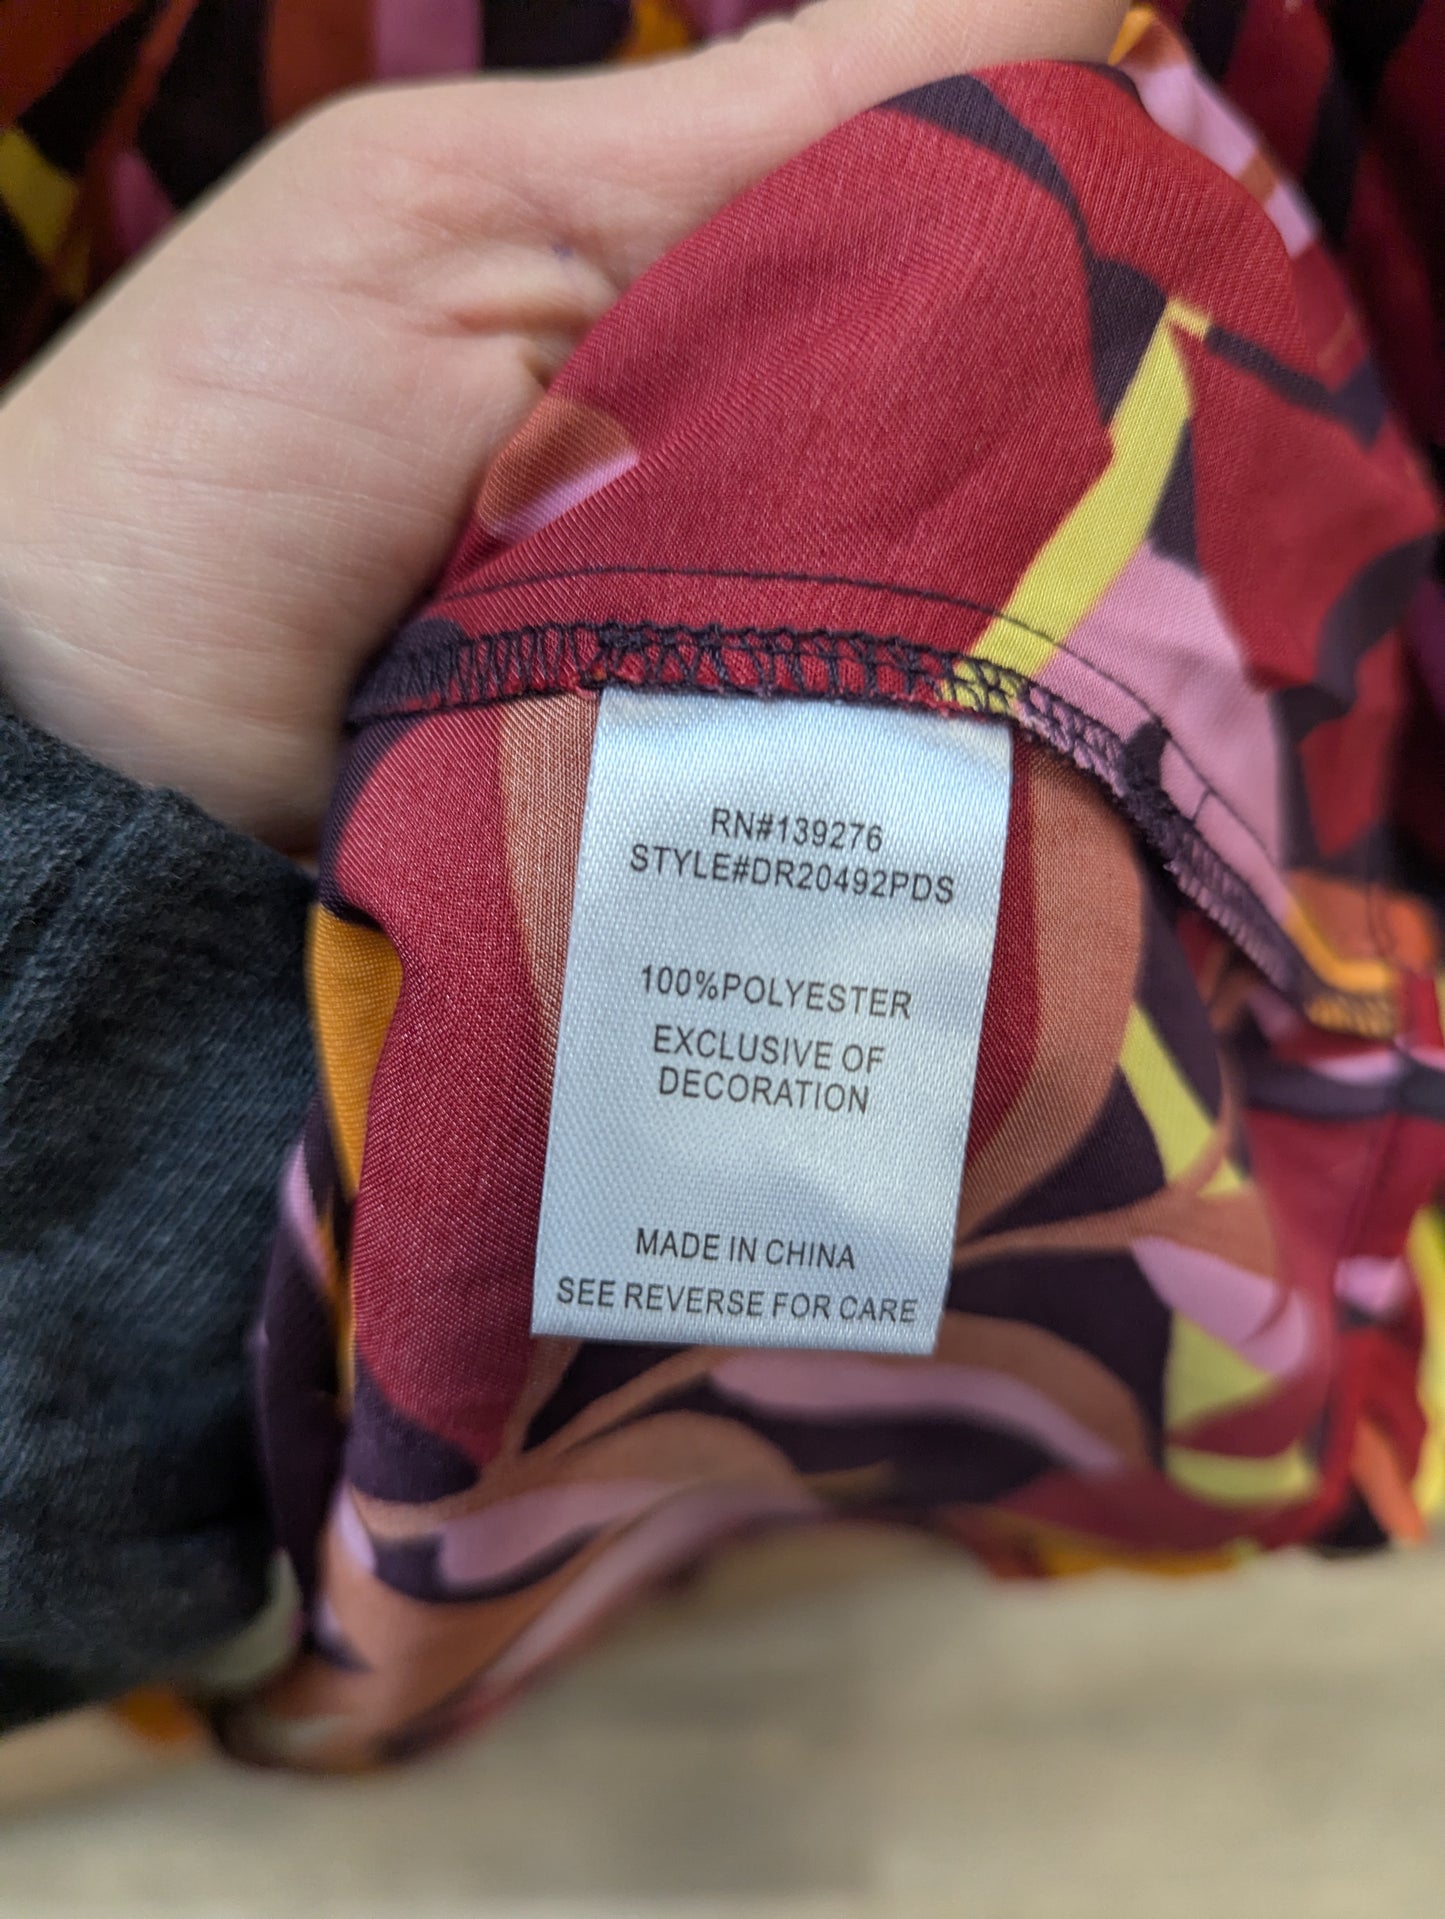 RN#139276
STYLE#DR20492PDS
100%POLYESTER
EXCLUSIVE OF
DECORATION
MADE IN CHINA
SEE REVERSE FOR CARE